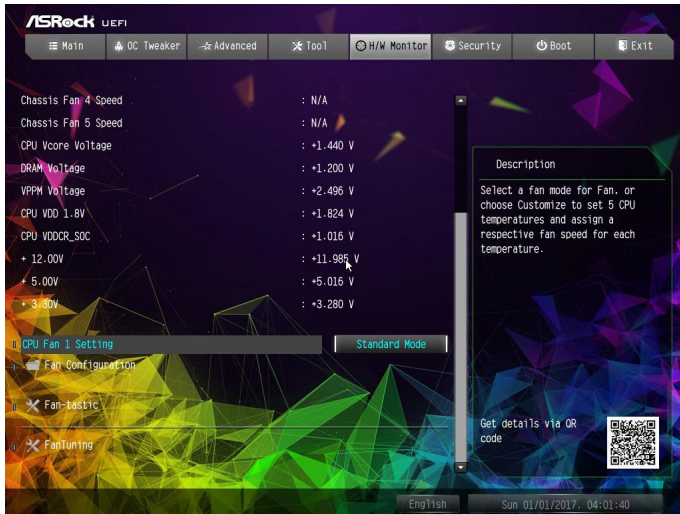 ASRock UEFI
Main OC Tweaker Advanced Tool H/W Monitor Security Boot Exit
Chassis Fan 4 Speed : N/A
Chassis Fan 5 Speed : N/A
CPU Vcore Voltage : +1.440 V
DRAM Voltage : +1.200 V
VPPM Voltage : +2.496 V
CPU VDD 1.8V : +1.824 V
CPU VDDCR_SOC : +1.016 V
+ 12.00V : +11.985 V
+ 5.00V : +5.016 V
+ 3.30V : +3.280 V
CPU Fan 1 Setting Standard Mode
Fan Configuration
Fan-tastic
FanTuning
Description
Select a fan mode for Fan. or
choose Customize to set 5 CPU
temperatures and assign a
respective fan speed for each
temperature.
Get details via QR
code
English Sun 01/01/2017. 04:01:40